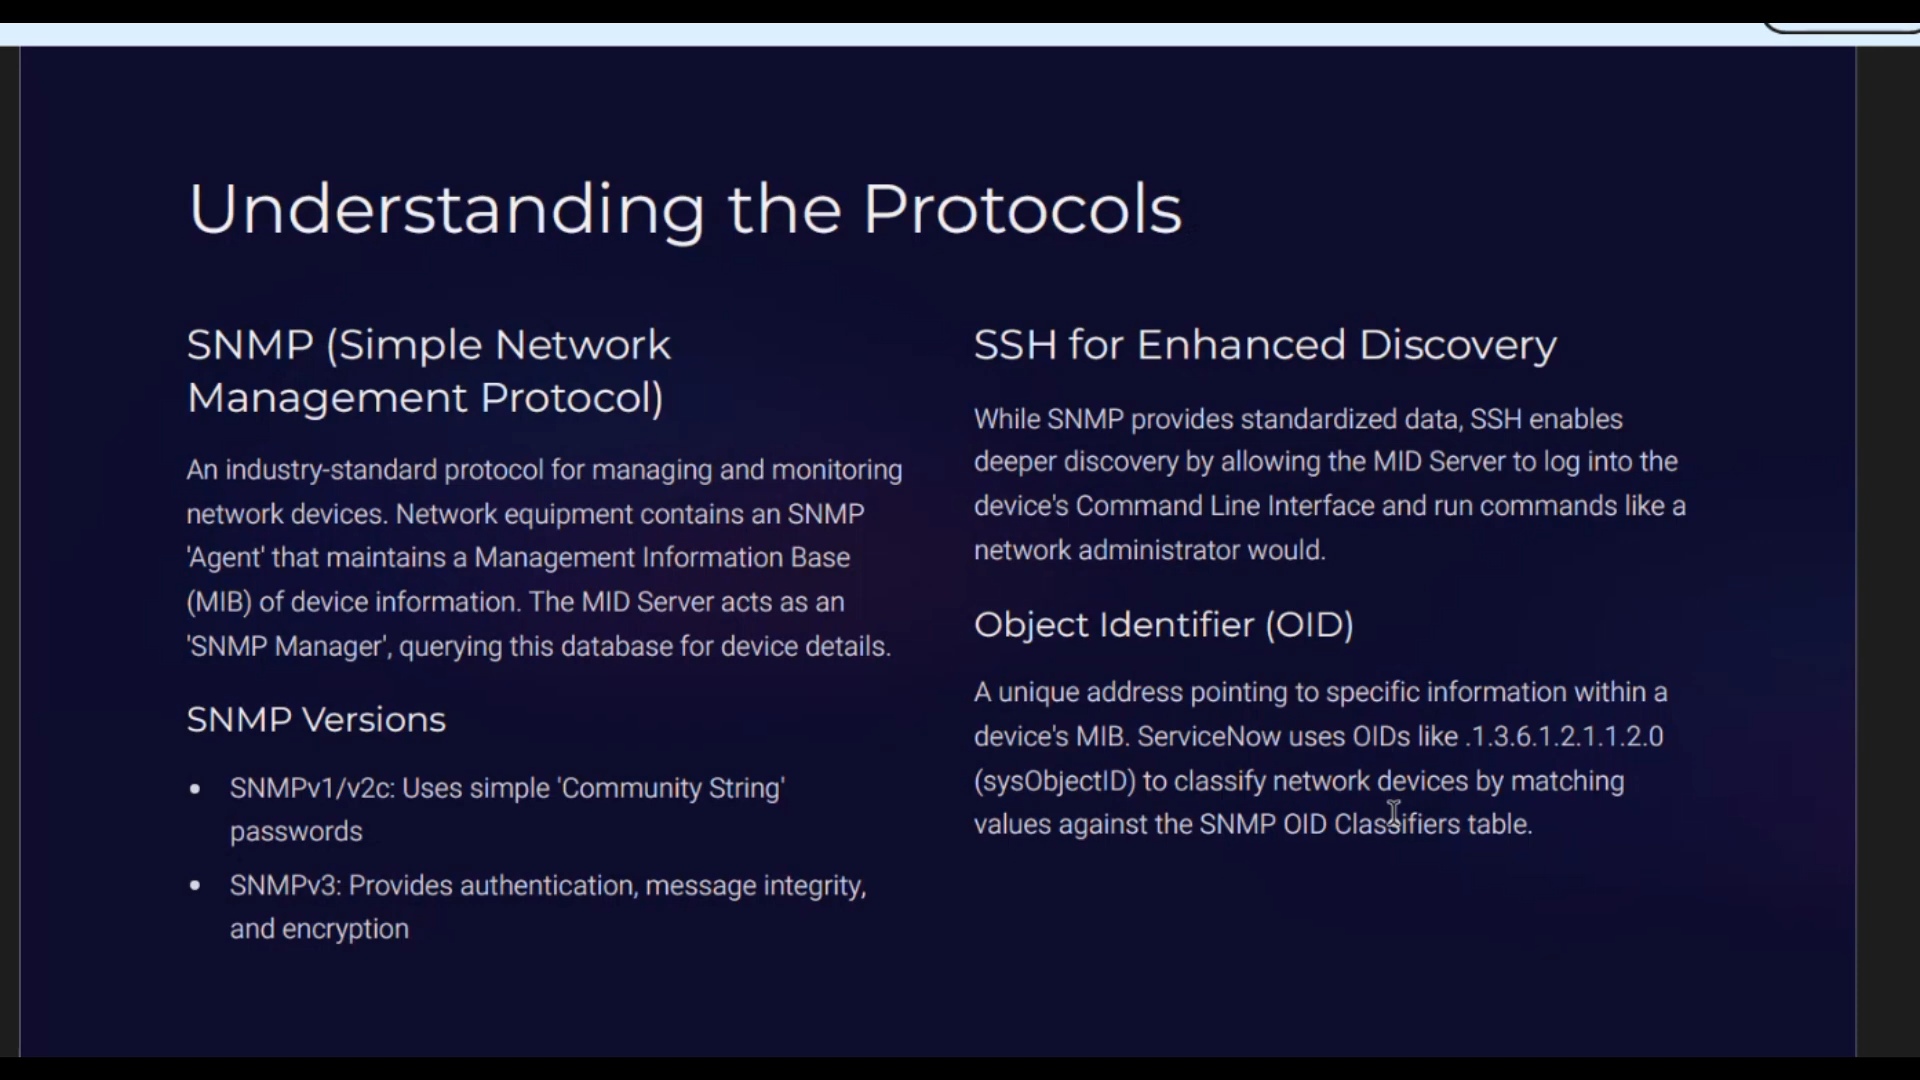 Understanding the Protocols
SNMP (Simple Network
Management Protocol)
An industry-standard protocol for managing and monitoring
network devices. Network equipment contains an SNMP
'Agent' that maintains a Management Information Base
(MIB) of device information. The MID Server acts as an
'SNMP Manager', querying this database for device details.
SNMP Versions
• SNMPv1/v2c: Uses simple 'Community String'
passwords
• SNMPv3: Provides authentication, message integrity,
and encryption
SSH for Enhanced Discovery
While SNMP provides standardized data, SSH enables
deeper discovery by allowing the MID Server to log into the
device's Command Line Interface and run commands like a
network administrator would.
Object Identifier (OID)
A unique address pointing to specific information within a
device's MIB. ServiceNow uses OIDs like .1.3.6.1.2.1.1.2.0
(sysObjectID) to classify network devices by matching
values against the SNMP OID Classifiers table.